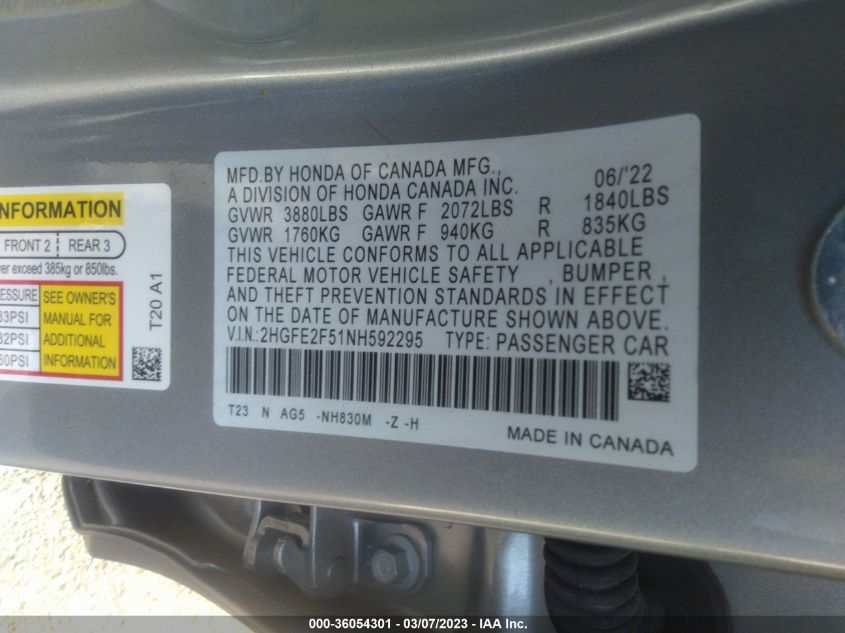 MFD.BY HONDA OF CANADA MFG., 06/'22
A DIVISION OF HONDA CANADA INC.
GVWR 3880LBS GAWR F 2072LBS R 1840LBS
GVWR 1760KG GAWR F 940KG R 835KG
THIS VEHICLE CONFORMS TO ALL APPLICABLE
FEDERAL MOTOR VEHICLE SAFETY , BUMPER ,
AND THEFT PREVENTION STANDARDS IN EFFECT
ON THE DATE OF MANUFACTURE SHOWN ABOVE.
V.I.N.: 2HGFE2F51NH592295 TYPE: PASSENGER CAR
T23 N AG5 -NH830M -Z -H
MADE IN CANADA
INFORMATION
FRONT 2 REAR 3
exceed 385kg or 850lbs.
SEE OWNER'S
MANUAL FOR
ADDITIONAL
INFORMATION
T20 A1
000-36054301 — 03/07/2023 — IAA Inc.